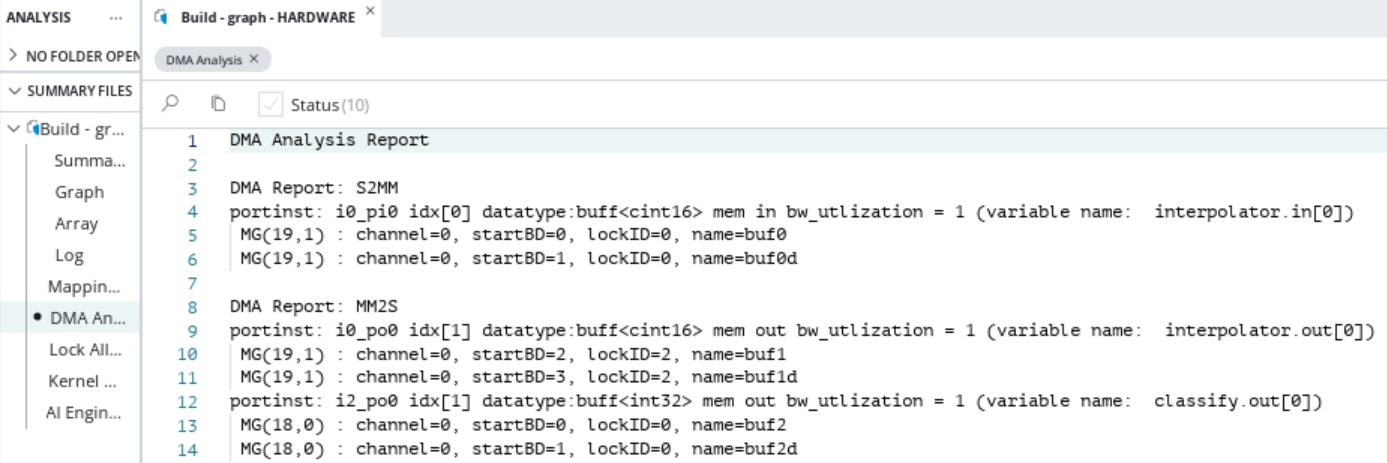 ANALYSIS
···
NO FOLDER OPEN
SUMMARY FILES
Build - gr...
Summa...
Graph
Array
Log
Mappin...
DMA An...
Lock All...
Kernel ...
AI Engin...
Build - graph - HARDWARE ×
DMA Analysis ×
Status (10)
1 DMA Analysis Report
2
3 DMA Report: S2MM
4 portinst: i0_pi0 idx[0] datatype:buff<cint16> mem in bw_utlization = 1 (variable name:  interpolator.in[0])
5 MG(19,1) : channel=0, startBD=0, lockID=0, name=buf0
6 MG(19,1) : channel=0, startBD=1, lockID=0, name=buf0d
7
8 DMA Report: MM2S
9 portinst: i0_po0 idx[1] datatype:buff<cint16> mem out bw_utlization = 1 (variable name:  interpolator.out[0])
10 MG(19,1) : channel=0, startBD=2, lockID=2, name=buf1
11 MG(19,1) : channel=0, startBD=3, lockID=2, name=buf1d
12 portinst: i2_po0 idx[1] datatype:buff<int32> mem out bw_utlization = 1 (variable name:  classify.out[0])
13 MG(18,0) : channel=0, startBD=0, lockID=0, name=buf2
14 MG(18,0) : channel=0, startBD=1, lockID=0, name=buf2d